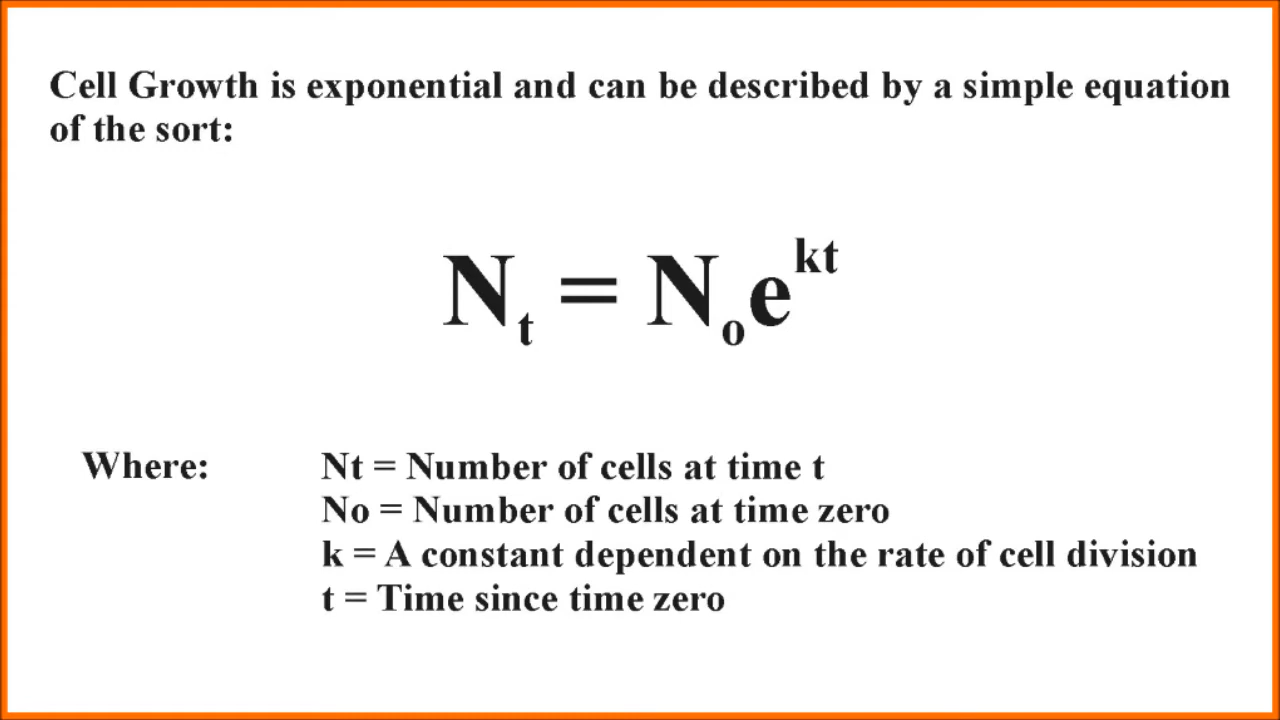 Cell Growth is exponential and can be described by a simple equation
of the sort:
Nt = Noe^kt
Where: Nt = Number of cells at time t
No = Number of cells at time zero
k = A constant dependent on the rate of cell division
t = Time since time zero